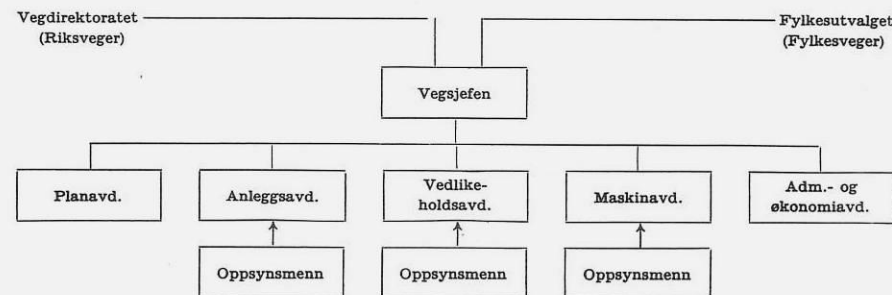 Vegdirektoratet
(Riksveger)
Fylkesutvalget
(Fylkesveger)
Vegsjefen
Planavd.
Anleggsavd.
Vedlike-
holdsavd.
Maskinavd.
Adm.- og
økonomiavd.
Oppsynsmenn
Oppsynsmenn
Oppsynsmenn